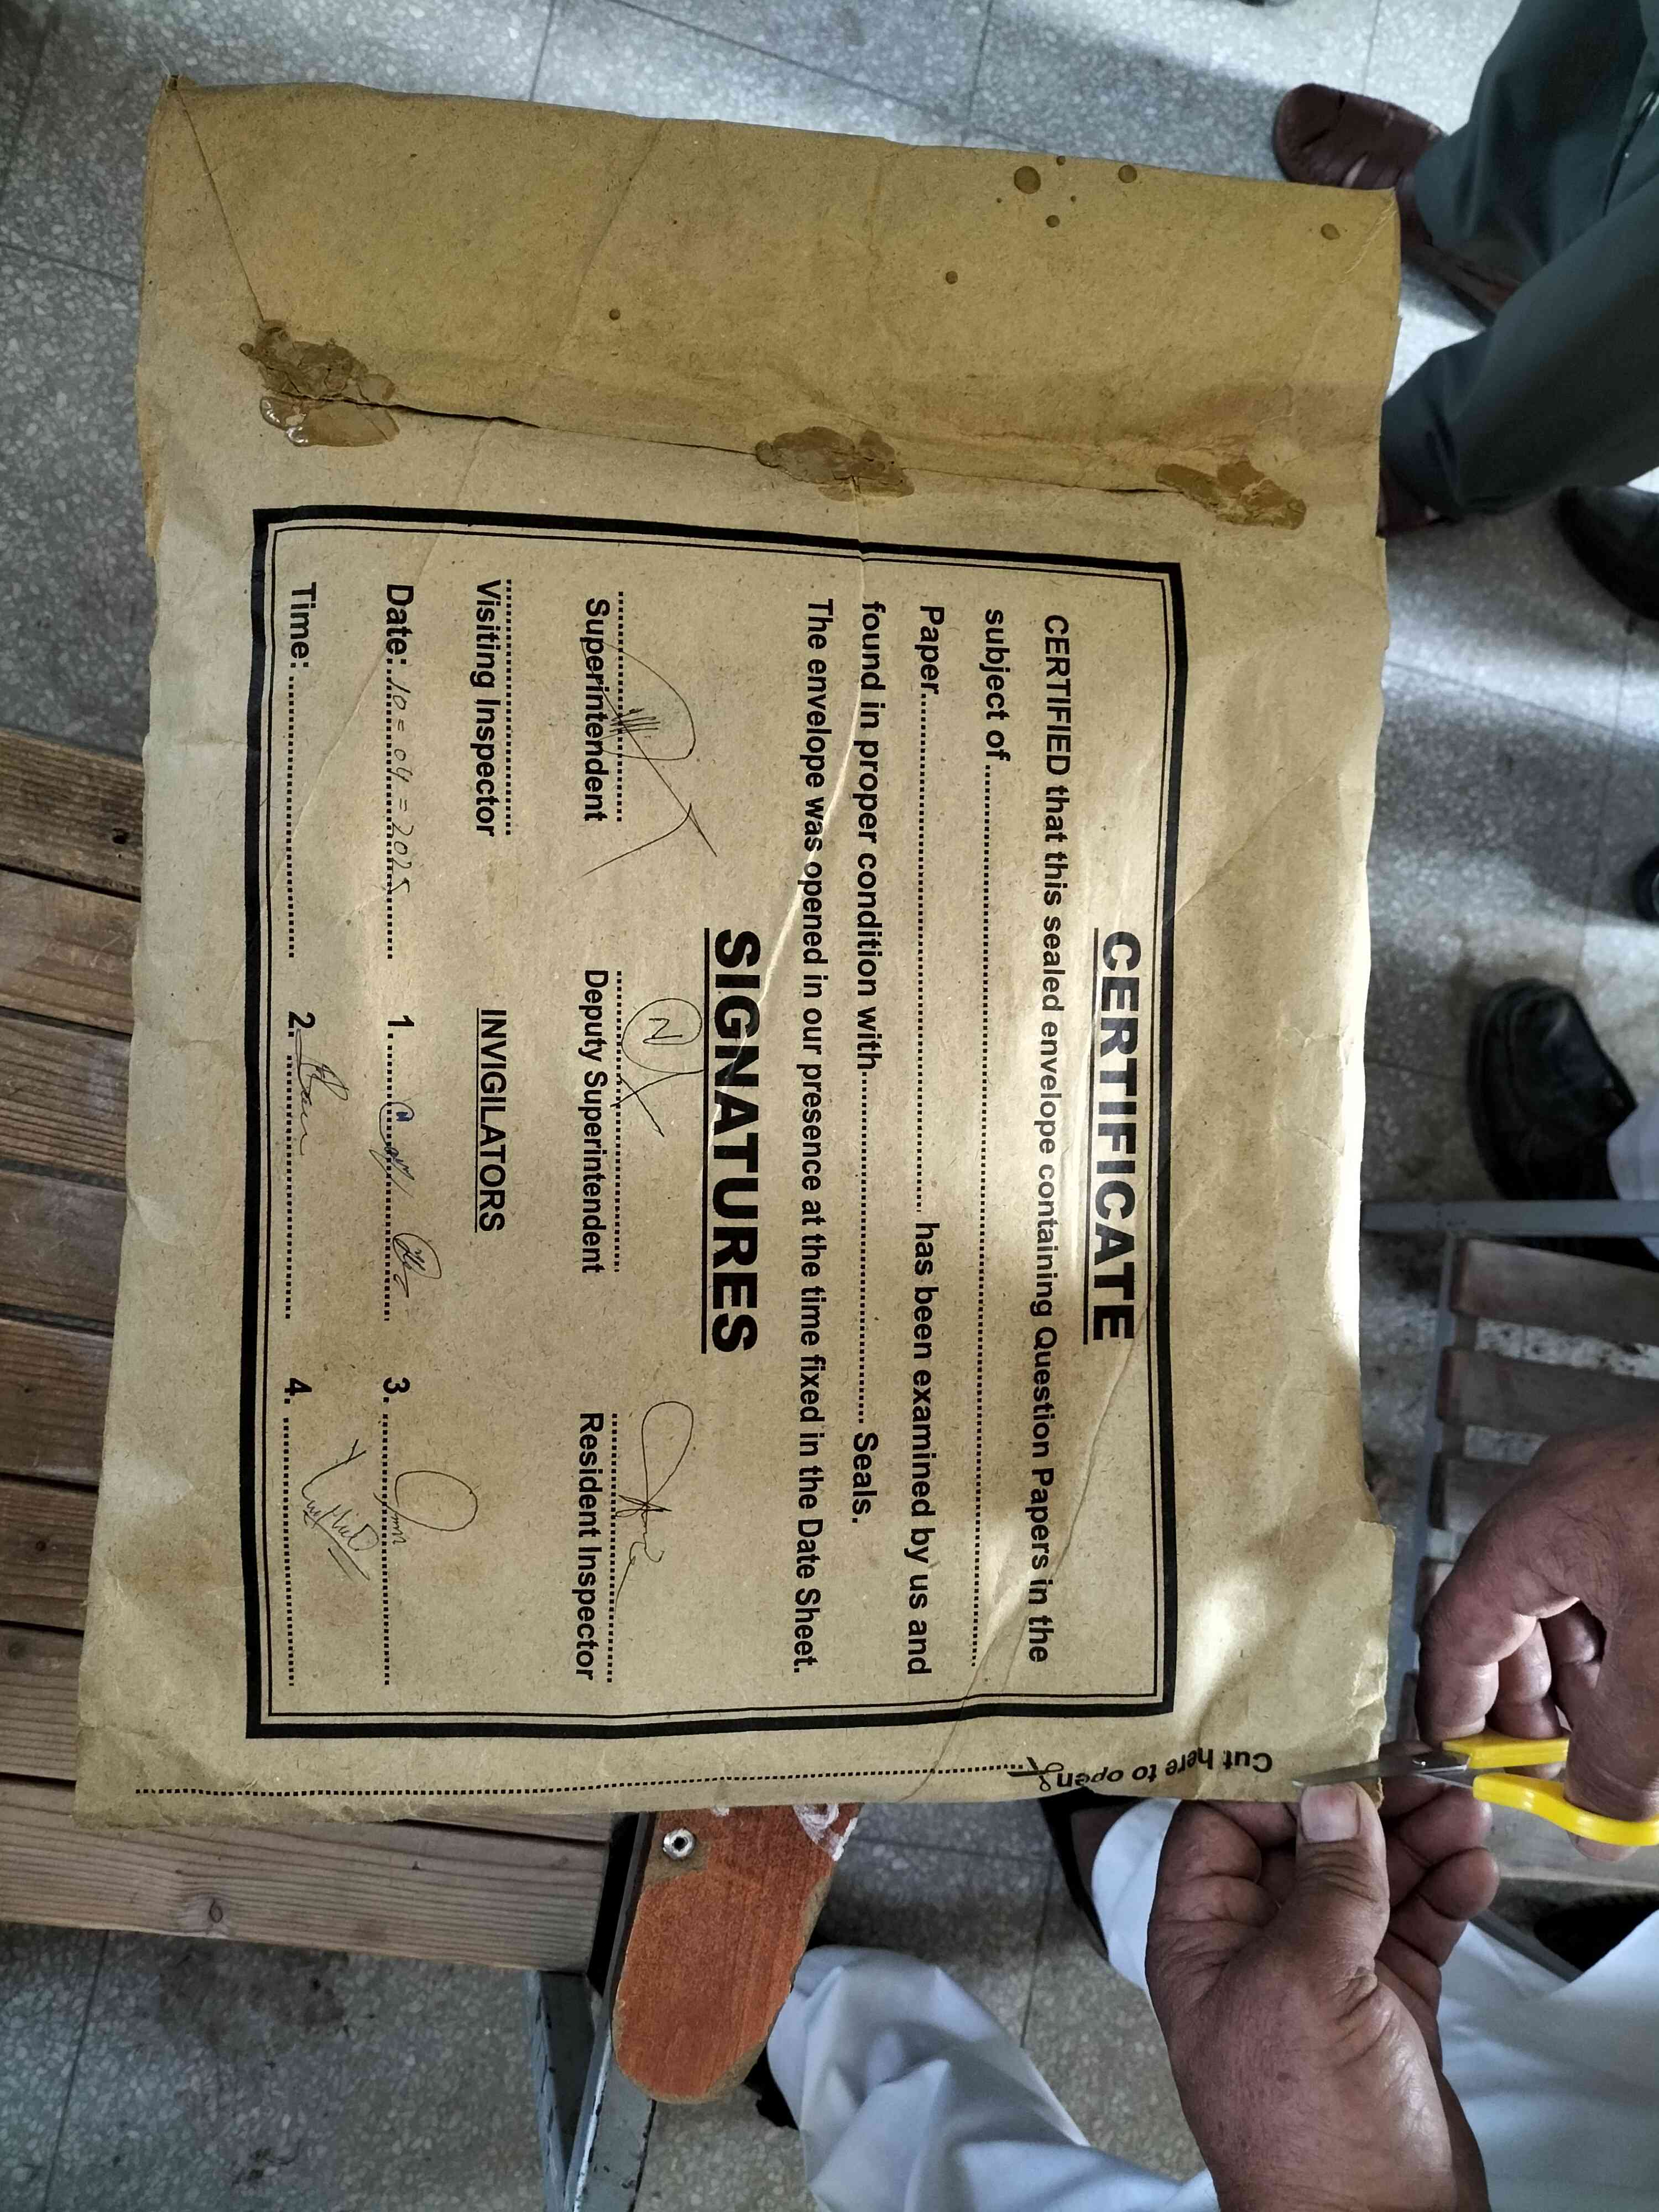 CERTIFICATE
CERTIFIED that this sealed envelope containing Question Papers in the
subject of..............................................................
Paper........................................ has been examined by us and
found in proper condition with.............................. Seals.
The envelope was opened in our presence at the time fixed in the Date Sheet.
SIGNATURES
Superintendent Deputy Superintendent Resident Inspector
Visiting Inspector INVIGILATORS
Date: 10=04=2025 1. 3.
Time: 2. 4.
Cut here to open